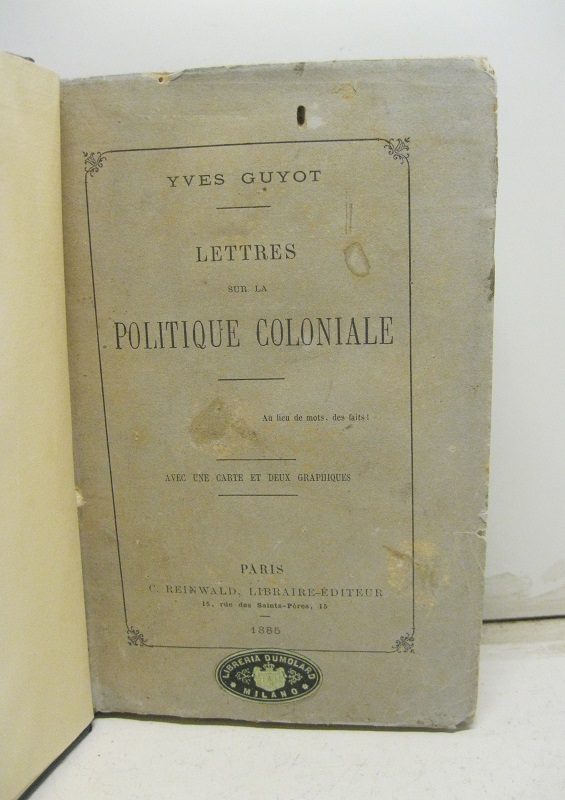 YVES GUYOT
LETTRES
SUR LA
POLITIQUE COLONIALE
Au lieu de mots, des faits!
AVEC UNE CARTE ET DEUX GRAPHIQUES
PARIS
C. REINWALD, LIBRAIRE-ÉDITEUR
15, rue des Saints-Pères, 15
1885
LIBRERIA DUMOLARD
MILANO